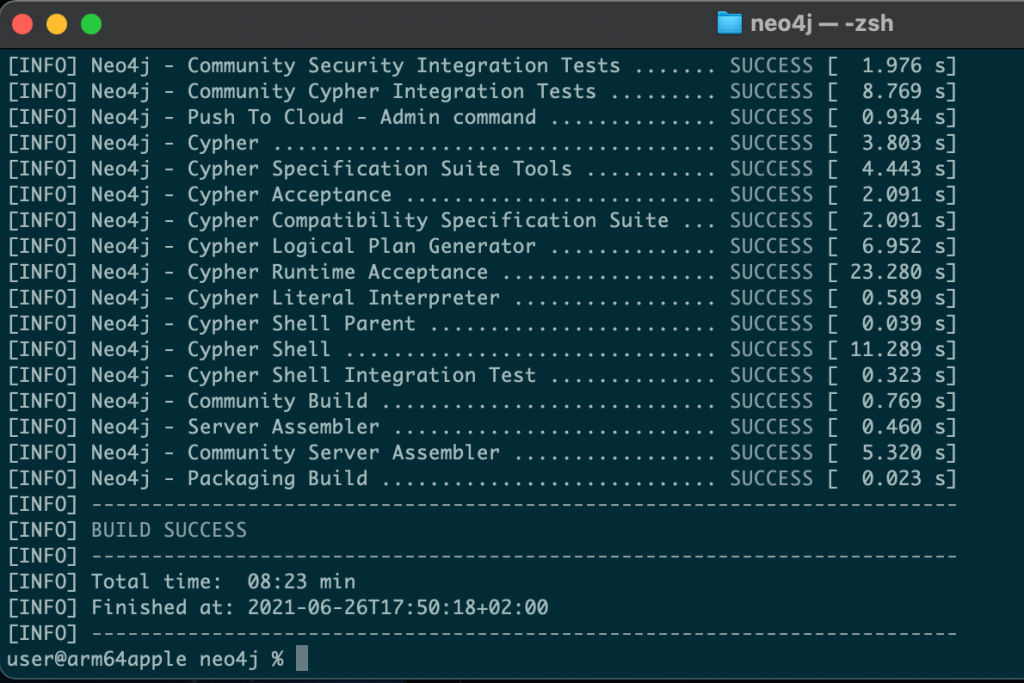 neo4j — -zsh
[INFO] Neo4j - Community Security Integration Tests ....... SUCCESS [  1.976 s]
[INFO] Neo4j - Community Cypher Integration Tests ......... SUCCESS [  8.769 s]
[INFO] Neo4j - Push To Cloud - Admin command .............. SUCCESS [  0.934 s]
[INFO] Neo4j - Cypher ..................................... SUCCESS [  3.803 s]
[INFO] Neo4j - Cypher Specification Suite Tools ........... SUCCESS [  4.443 s]
[INFO] Neo4j - Cypher Acceptance .......................... SUCCESS [  2.091 s]
[INFO] Neo4j - Cypher Compatibility Specification Suite ... SUCCESS [  2.091 s]
[INFO] Neo4j - Cypher Logical Plan Generator .............. SUCCESS [  6.952 s]
[INFO] Neo4j - Cypher Runtime Acceptance .................. SUCCESS [ 23.280 s]
[INFO] Neo4j - Cypher Literal Interpreter ................. SUCCESS [  0.589 s]
[INFO] Neo4j - Cypher Shell Parent ........................ SUCCESS [  0.039 s]
[INFO] Neo4j - Cypher Shell ............................... SUCCESS [ 11.289 s]
[INFO] Neo4j - Cypher Shell Integration Test .............. SUCCESS [  0.323 s]
[INFO] Neo4j - Community Build ............................ SUCCESS [  0.769 s]
[INFO] Neo4j - Server Assembler ........................... SUCCESS [  0.460 s]
[INFO] Neo4j - Community Server Assembler ................. SUCCESS [  5.320 s]
[INFO] Neo4j - Packaging Build ............................ SUCCESS [  0.023 s]
[INFO] ------------------------------------------------------------------------
[INFO] BUILD SUCCESS
[INFO] ------------------------------------------------------------------------
[INFO] Total time:  08:23 min
[INFO] Finished at: 2021-06-26T17:50:18+02:00
[INFO] ------------------------------------------------------------------------
user@arm64apple neo4j %